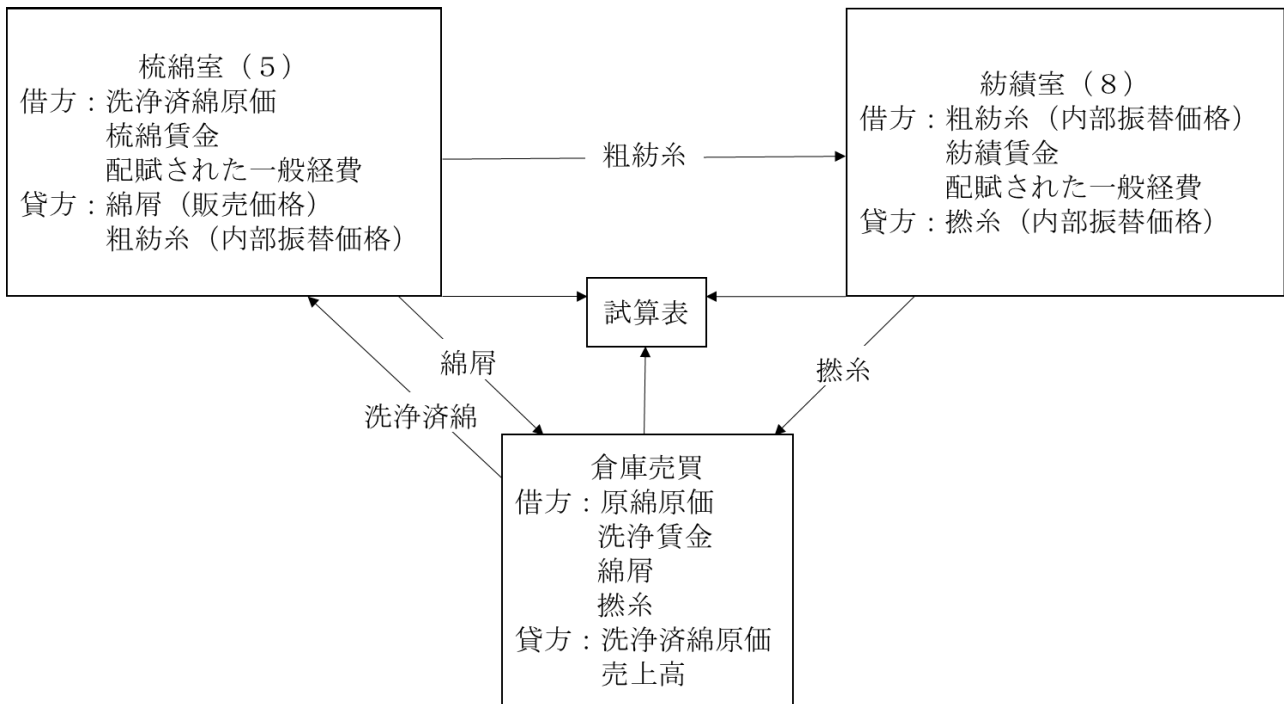 梳綿室（５）
借方：洗浄済綿原価
梳綿賃金
配賦された一般経費
貸方：綿屑（販売価格）
粗紡糸（内部振替価格）
粗紡糸
紡績室（８）
借方：粗紡糸（内部振替価格）
紡績賃金
配賦された一般経費
貸方：撚糸（内部振替価格）
試算表
綿屑
洗浄済綿
撚糸
倉庫売買
借方：原綿原価
洗浄賃金
綿屑
撚糸
貸方：洗浄済綿原価
売上高